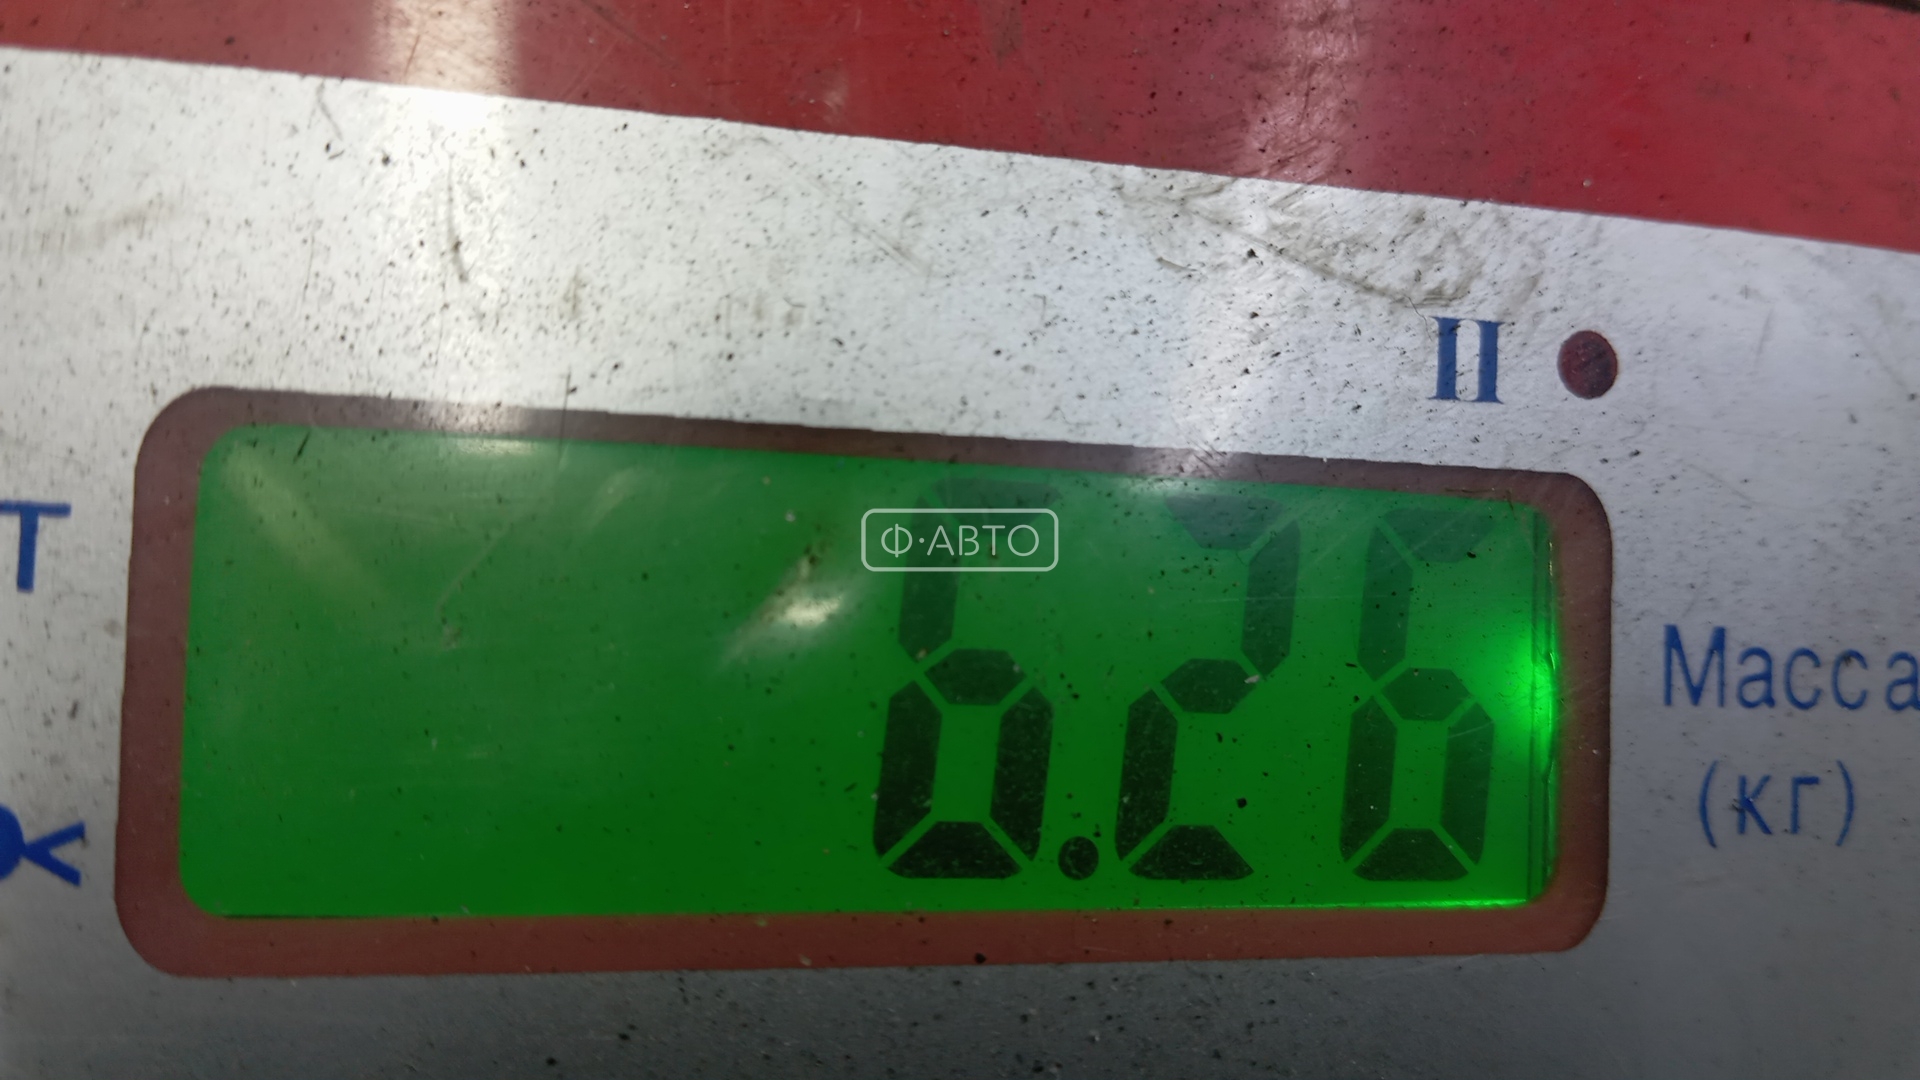 II
Т
Ф·АВТО
6.26
Масса
(кг)